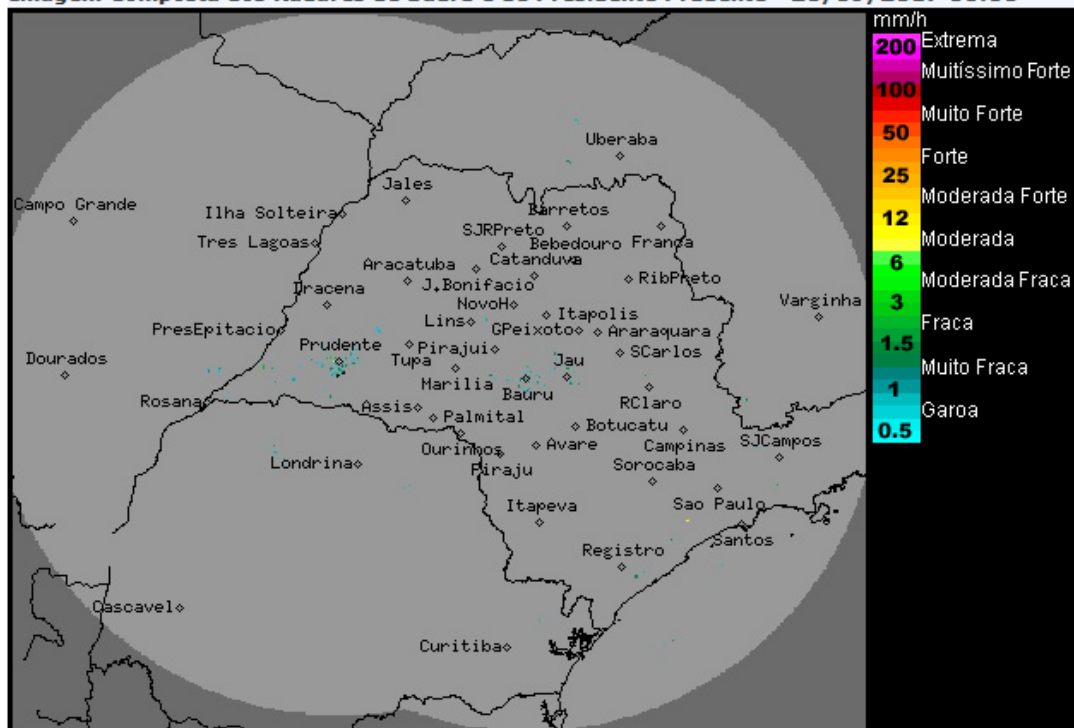 mm/h
200 Extrema
Muitíssimo Forte
100
Muito Forte
50
Forte
25
Moderada Forte
12
Moderada
6
Moderada Fraca
3
Fraca
1.5
Muito Fraca
1
Garoa
0.5
Uberaba
Jales
Campo Grande
Ilha Solteira
Barretos
SJRPreto
Franca
Tres Lagoas
Bebedouro
Catanduva
Aracatuba
J.Bonifacio
RibPreto
Dracena
NovoH
Varginha
Itapolis
Lins
PresEpitacio
GPeixoto
Araraquara
Prudente
Pirajui
SCarlos
Dourados
Tupa
Jau
Marilia
Bauru
Rosana
Assis
RClaro
Palmital
Botucatu
Ourinhos
Avare
Campinas
SJCampos
Londrina
Piraju
Sorocaba
Itapeva
Sao Paulo
Santos
Registro
Cascavel
Curitiba